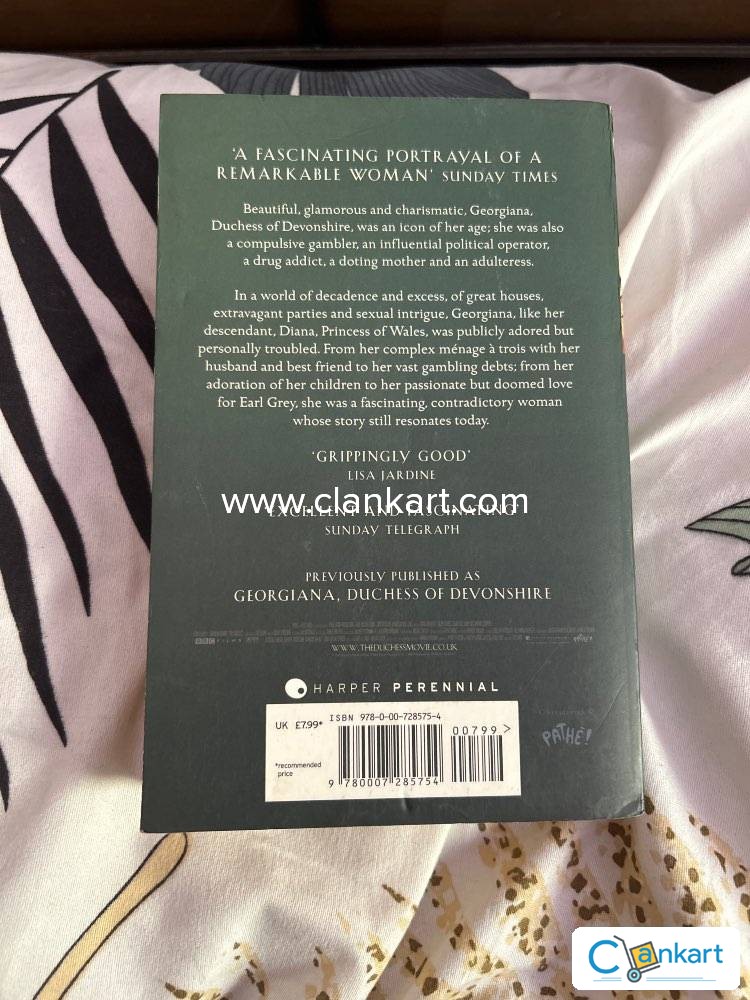 ‘A FASCINATING PORTRAYAL OF A
REMARKABLE WOMAN’ SUNDAY TIMES
Beautiful, glamorous and charismatic, Georgiana,
Duchess of Devonshire, was an icon of her age; she was also
a compulsive gambler, an influential political operator,
a drug addict, a doting mother and an adulteress.
In a world of decadence and excess, of great houses,
extravagant parties and sexual intrigue, Georgiana, like her
descendant, Diana, Princess of Wales, was publicly adored but
personally troubled. From her complex ménage à trois with her
husband and best friend to her vast gambling debts; from her
adoration of her children to her passionate but doomed love
for Earl Grey, she was a fascinating, contradictory woman
whose story still resonates today.
‘GRIPPINGLY GOOD’
LISA JARDINE
www.clankart.com
‘EXCELLENT AND FASCINATING’
SUNDAY TELEGRAPH
PREVIOUSLY PUBLISHED AS
GEORGIANA, DUCHESS OF DEVONSHIRE
BBC FILMS
WWW.THEDUCHESSMOVIE.CO.UK
HARPER PERENNIAL
ISBN 978-0-00-728575-4
UK £7.99*
00799 >
*recommended
price
9 780007 285754
PATHE!
Clankart